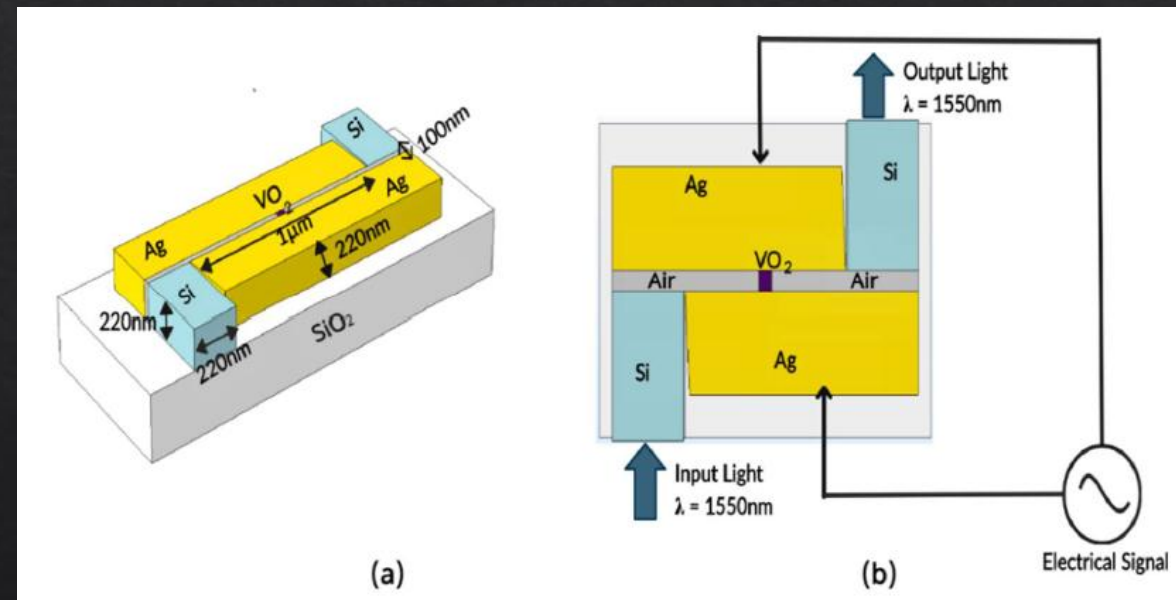 Si
100nm
VO2
Ag
Ag
1µm
220nm
Si
220nm
220nm
SiO2
(a)
Output Light
λ = 1550nm
Ag
Si
VO2
Air
Air
Si
Ag
Input Light
λ = 1550nm
Electrical Signal
(b)